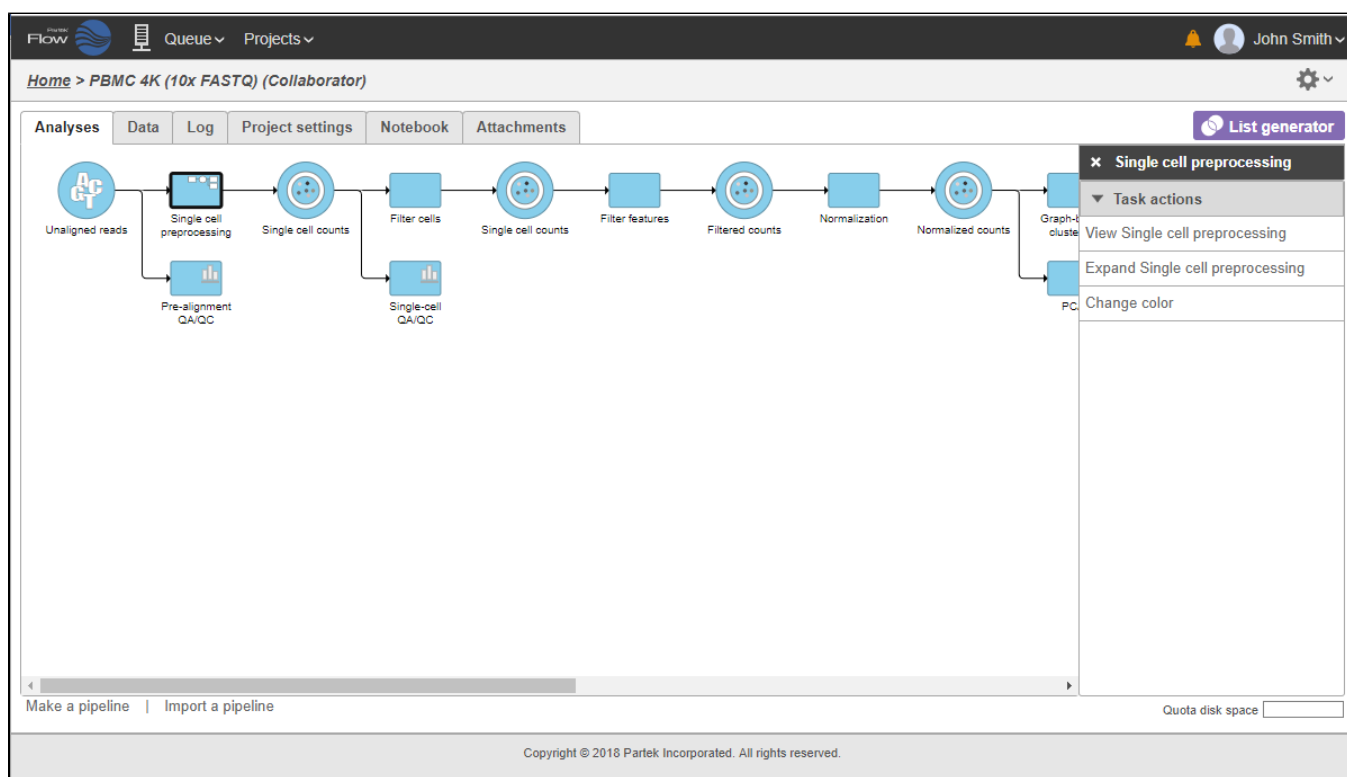 Partek
Flow
Queue
Projects
John Smith
Home > PBMC 4K (10x FASTQ) (Collaborator)
Analyses
Data
Log
Project settings
Notebook
Attachments
List generator
Unaligned reads
Single cell
preprocessing
Single cell counts
Filter cells
Single cell counts
Filter features
Filtered counts
Normalization
Normalized counts
Graph-b
cluste
Pre-alignment
QA/QC
Single-cell
QA/QC
PC
× Single cell preprocessing
Task actions
View Single cell preprocessing
Expand Single cell preprocessing
Change color
Make a pipeline | Import a pipeline
Quota disk space
Copyright © 2018 Partek Incorporated. All rights reserved.